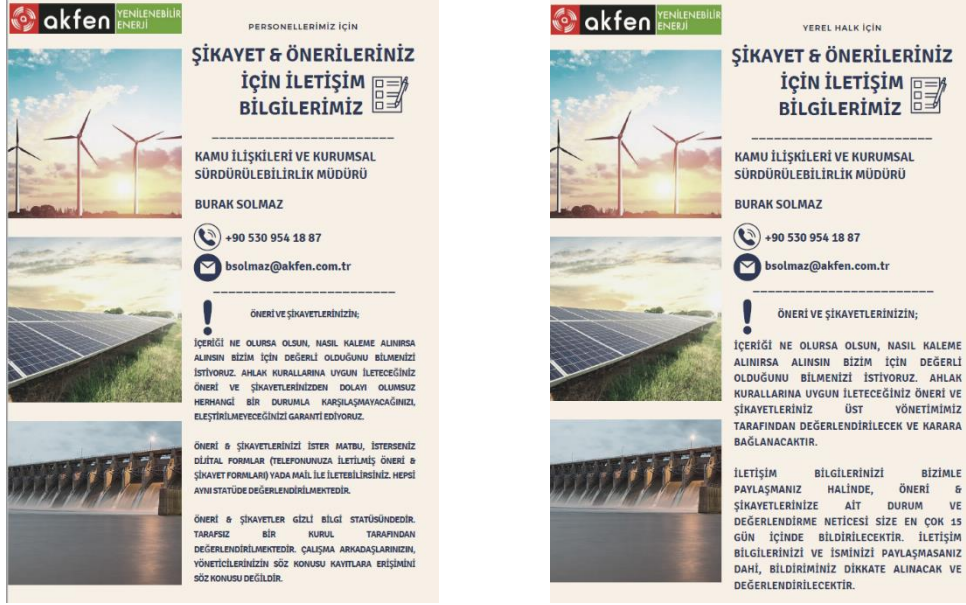 akfen YENİLENEBİLİR
ENERJİ
PERSONELLERİMİZ İÇİN
ŞİKAYET & ÖNERİLERİNİZ
İÇİN İLETİŞİM
BİLGİLERİMİZ
KAMU İLİŞKİLERİ VE KURUMSAL
SÜRDÜRÜLEBİLİRLİK MÜDÜRÜ
BURAK SOLMAZ
+90 530 954 18 87
bsolmaz@akfen.com.tr
ÖNERİ VE ŞİKAYETLERİNİZİN;
İÇERİĞİ NE OLURSA OLSUN, NASIL KALEME ALINIRSA
ALINSIN BİZİM İÇİN DEĞERLİ OLDUĞUNU BİLMENİZİ
İSTİYORUZ. AHLAK KURALLARINA UYGUN İLETECEĞİNİZ
ÖNERİ VE ŞİKAYETLERİNİZDEN DOLAYI OLUMSUZ
HERHANGİ BİR DURUMLA KARŞILAŞMAYACAĞINIZI,
ELEŞTİRİLMEYECEĞİNİZİ GARANTİ EDİYORUZ.
ÖNERİ & ŞİKAYETLERİNİZİ İSTER MATBU, İSTERSENİZ
DİJİTAL FORMLAR (TELEFONUNUZA İLETİLMİŞ ÖNERİ &
ŞİKAYET FORMLARI) YADA MAİL İLE İLETEBİLİRSİNİZ. HEPSİ
AYNI STATÜDE DEĞERLENDİRİLMEKTEDİR.
ÖNERİ & ŞİKAYETLER GİZLİ BİLGİ STATÜSÜNDEDİR.
TARAFSIZ BİR KURUL TARAFINDAN
DEĞERLENDİRİLMEKTEDİR. ÇALIŞMA ARKADAŞLARINIZIN,
YÖNETİCİLERİNİZİN SÖZ KONUSU KAYITLARA ERİŞİMİNİ
SÖZ KONUSU DEĞİLDİR.
akfen YENİLENEBİLİR
ENERJİ
YEREL HALK İÇİN
ŞİKAYET & ÖNERİLERİNİZ
İÇİN İLETİŞİM
BİLGİLERİMİZ
KAMU İLİŞKİLERİ VE KURUMSAL
SÜRDÜRÜLEBİLİRLİK MÜDÜRÜ
BURAK SOLMAZ
+90 530 954 18 87
bsolmaz@akfen.com.tr
ÖNERİ VE ŞİKAYETLERİNİZİN;
İÇERİĞİ NE OLURSA OLSUN, NASIL KALEME
ALINIRSA ALINSIN BİZİM İÇİN DEĞERLİ
OLDUĞUNU BİLMENİZİ İSTİYORUZ. AHLAK
KURALLARINA UYGUN İLETECEĞİNİZ ÖNERİ VE
ŞİKAYETLERİNİZ ÜST YÖNETİMİMİZ
TARAFINDAN DEĞERLENDİRİLECEK VE KARARA
BAĞLANACAKTIR.
İLETİŞİM BİLGİLERİNİZİ BİZİMLE
PAYLAŞMANIZ HALİNDE, ÖNERİ &
ŞİKAYETLERİNİZE AİT DURUM VE
DEĞERLENDİRME NETİCESİ SİZE EN ÇOK 15
GÜN İÇİNDE BİLDİRİLECEKTİR. İLETİŞİM
BİLGİLERİNİZİ VE İSMİNİZİ PAYLAŞMASANIZ
DAHİ, BİLDİRİMİNİZ DİKKATE ALINACAK VE
DEĞERLENDİRİLECEKTİR.